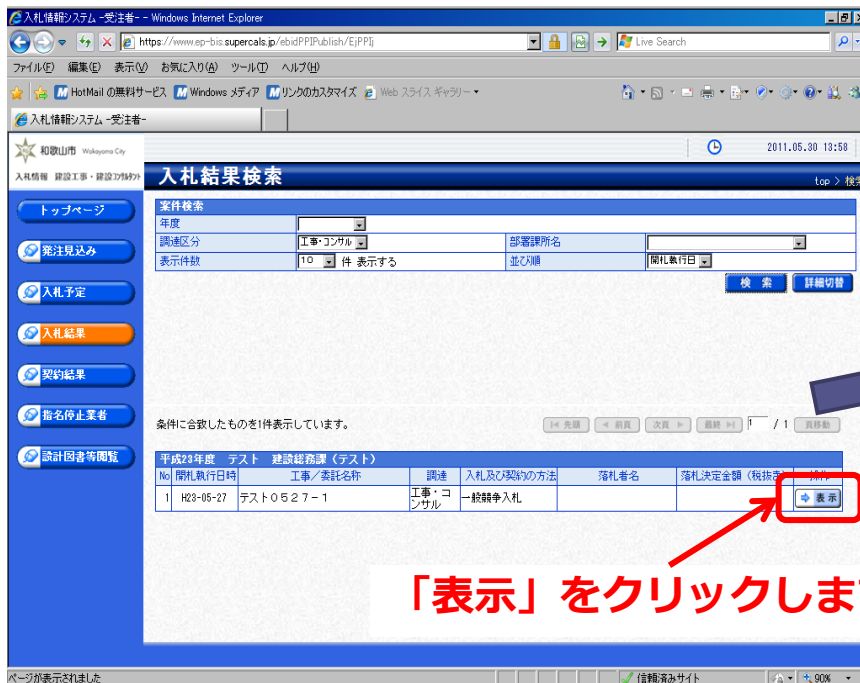 入札情報システム -受注者- - Windows Internet Explorer
https://www.ep-bis.supercals.jp/ebidPPIPublish/EjPPIj
Live Search
ファイル(F) 編集(E) 表示(V) お気に入り(A) ツール(T) ヘルプ(H)
HotMail の無料サービス Windows メディア リンクのカスタマイズ Web スライス ギャラリー
入札情報システム -受注者-
和歌山市 Wakayama City
2011.05.30 13:58
入札情報 建設工事・建設コンサルタント
入札結果検索
top > 検索
トップページ
発注見込み
入札予定
入札結果
契約結果
指名停止業者
設計図書等閲覧
案件検索
年度
調達区分 工事・コンサル 部署課所名
表示件数 10 件 表示する 並び順 開札執行日
検 索 詳細切替
条件に合致したものを1件表示しています。
先頭 前頁 次頁 最終 1 / 1 頁移動
平成23年度 テスト 建設総務課(テスト)
No 開札執行日時 工事/委託名称 調達 入札及び契約の方法 落札者名 落札決定金額(税抜き) 操作
1 H23-05-27 テスト0527-1 工事・コンサル 一般競争入札 表示
「表示」をクリックしま
ページが表示されました 信頼済みサイト 90%